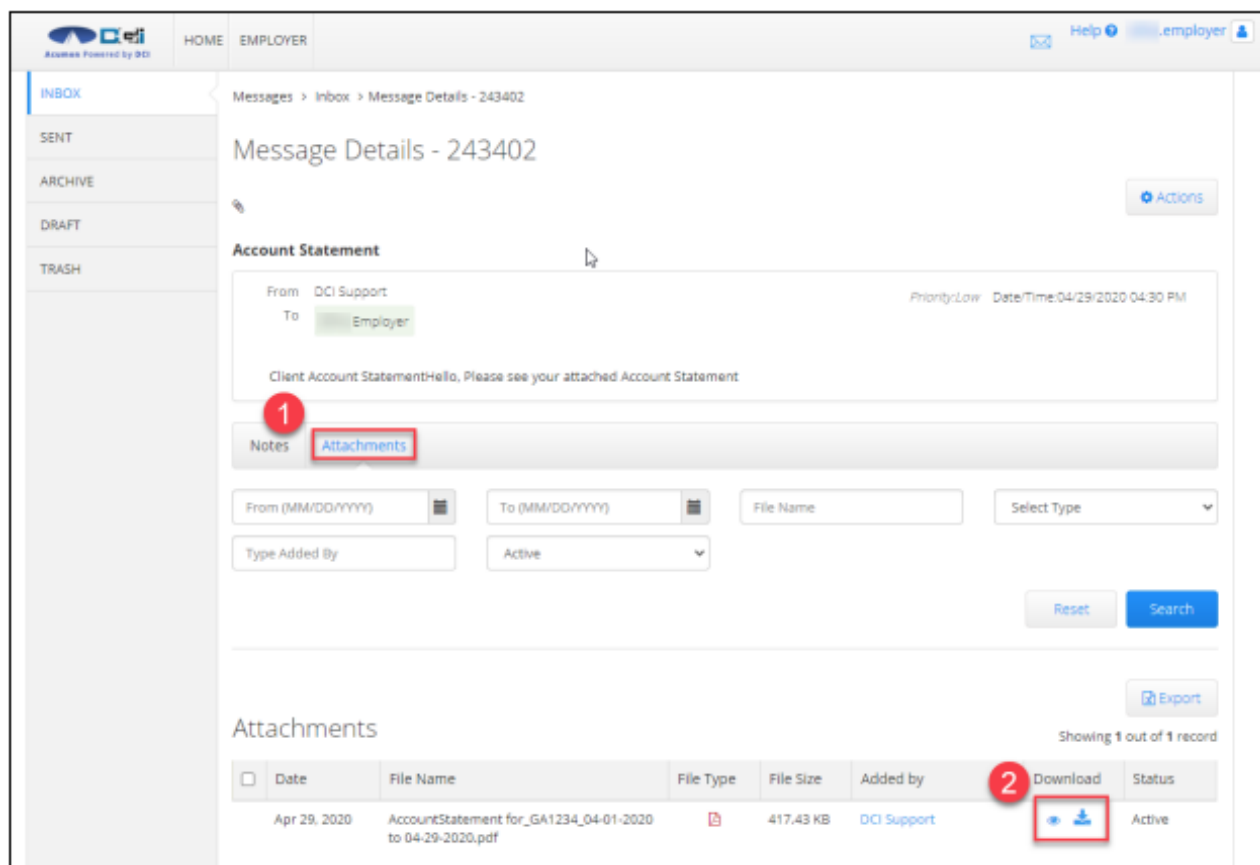 DCI
Acumen Powered by DCI
HOME EMPLOYER
Help .employer
INBOX
SENT
ARCHIVE
DRAFT
TRASH
Messages > Inbox > Message Details - 243402
Message Details - 243402
Actions
Account Statement
From DCI Support
Priority:Low Date/Time:04/29/2020 04:30 PM
To Employer
Client Account StatementHello, Please see your attached Account Statement
1
Notes Attachments
From (MM/DD/YYYY) To (MM/DD/YYYY) File Name Select Type
Type Added By Active
Reset Search
Export
Attachments
Showing 1 out of 1 record
Date File Name File Type File Size Added by 2 Download Status
Apr 29, 2020 AccountStatement for_GA1234_04-01-2020 417.43 KB DCI Support Active
to 04-29-2020.pdf